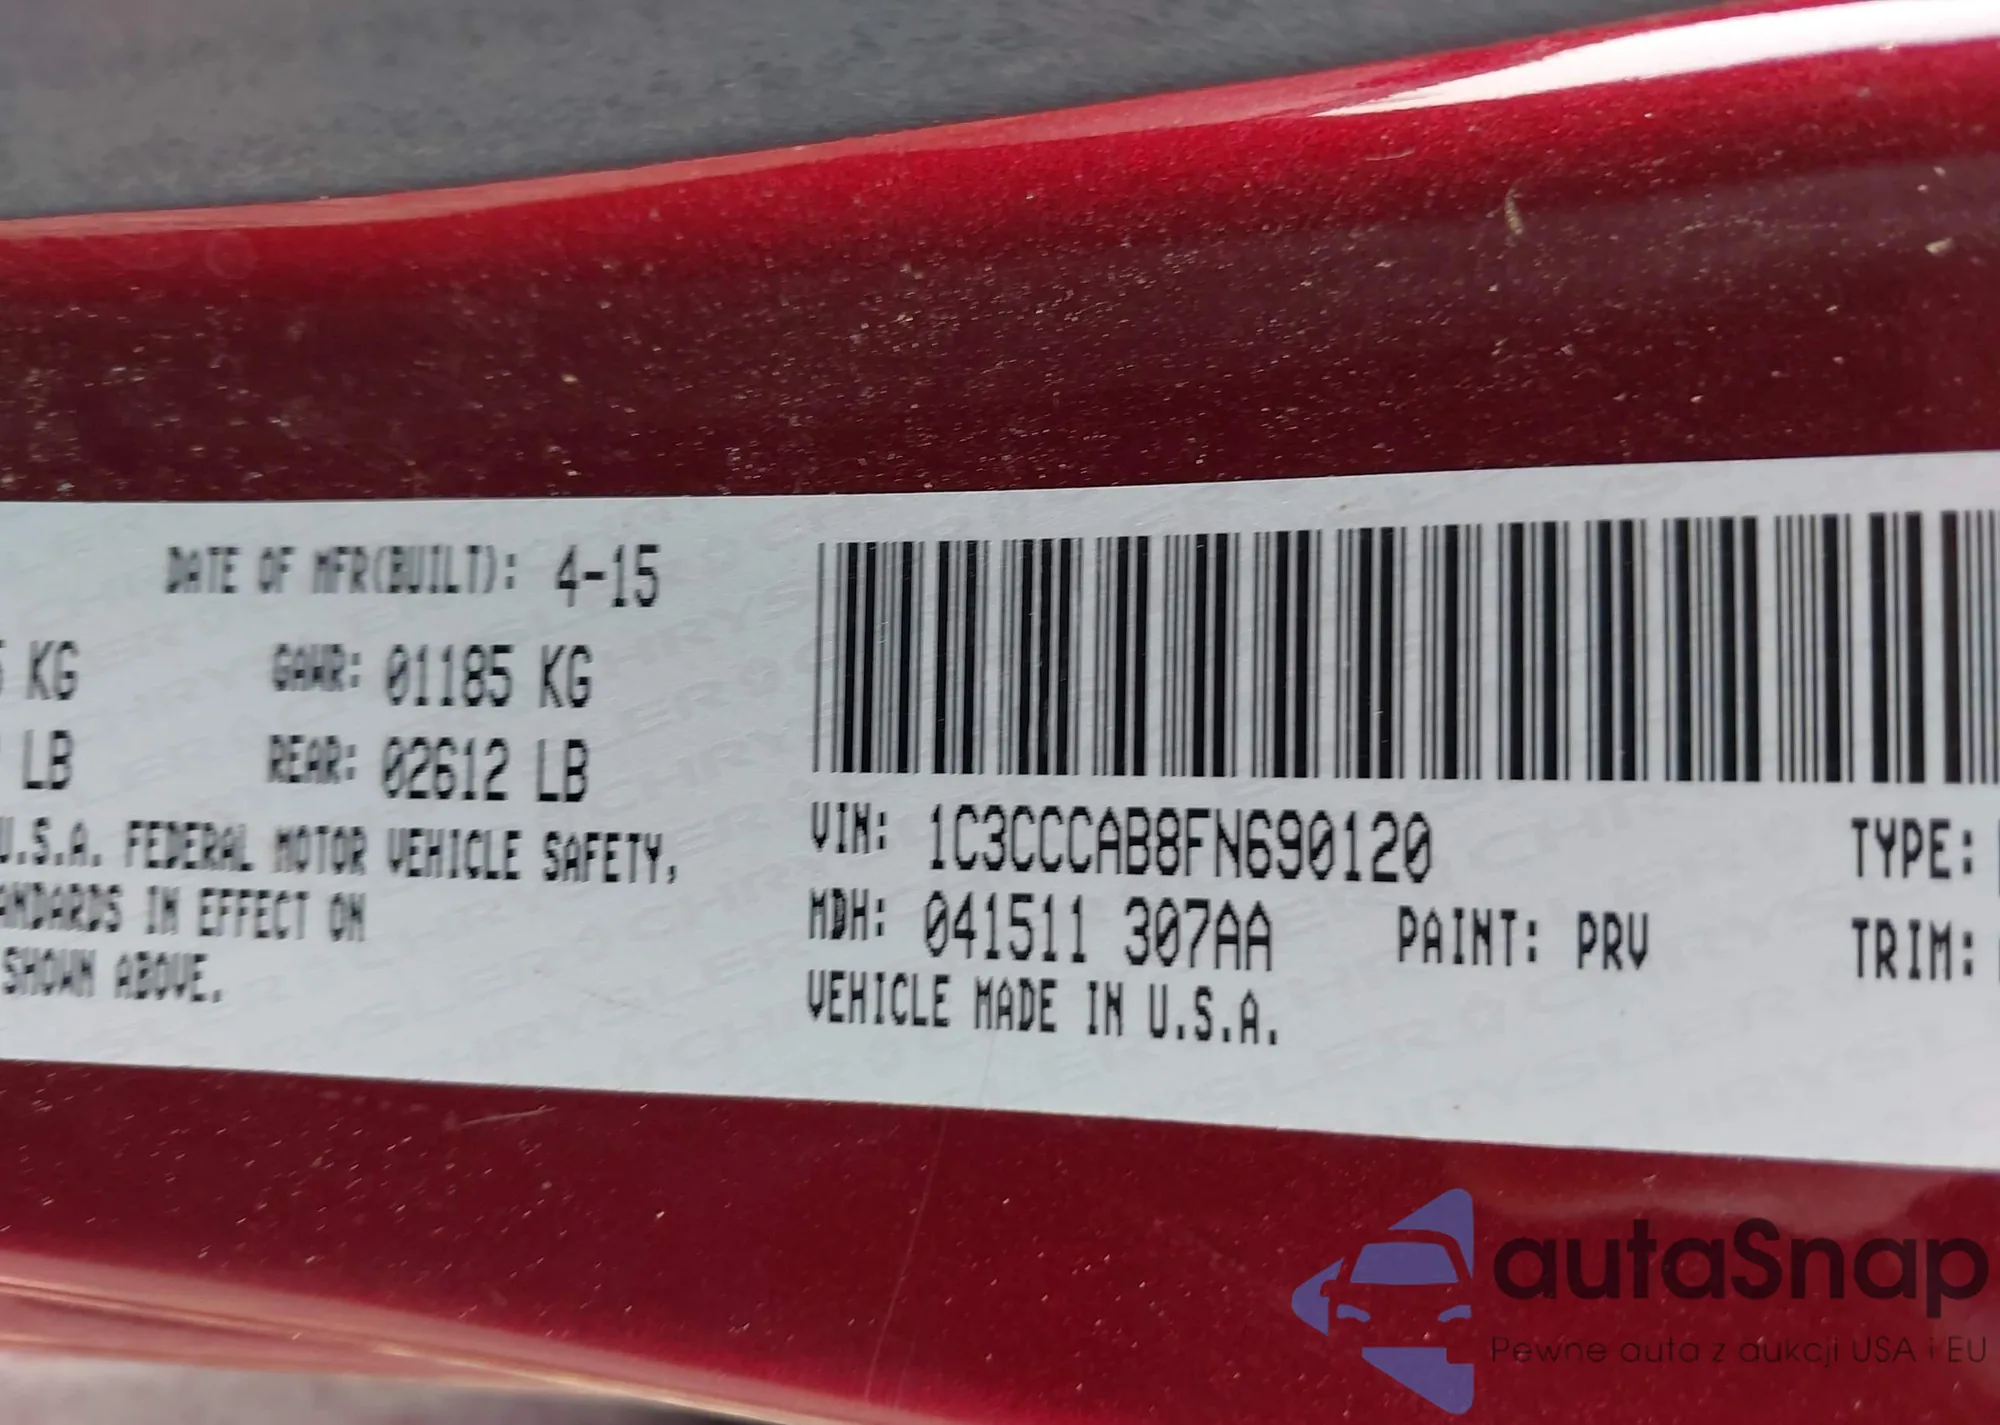 DATE OF MFR(BUILT): 4-15
KG GAWR: 01185 KG
LB REAR: 02612 LB
U.S.A. FEDERAL MOTOR VEHICLE SAFETY,
ANDARDS IN EFFECT ON
SHOWN ABOVE.
VIN: 1C3CCCAB8FN690120 TYPE:
MDH: 041511 307AA PAINT: PRV TRIM:
VEHICLE MADE IN U.S.A.
autaSnap
Pewne auta z aukcji USA i EU